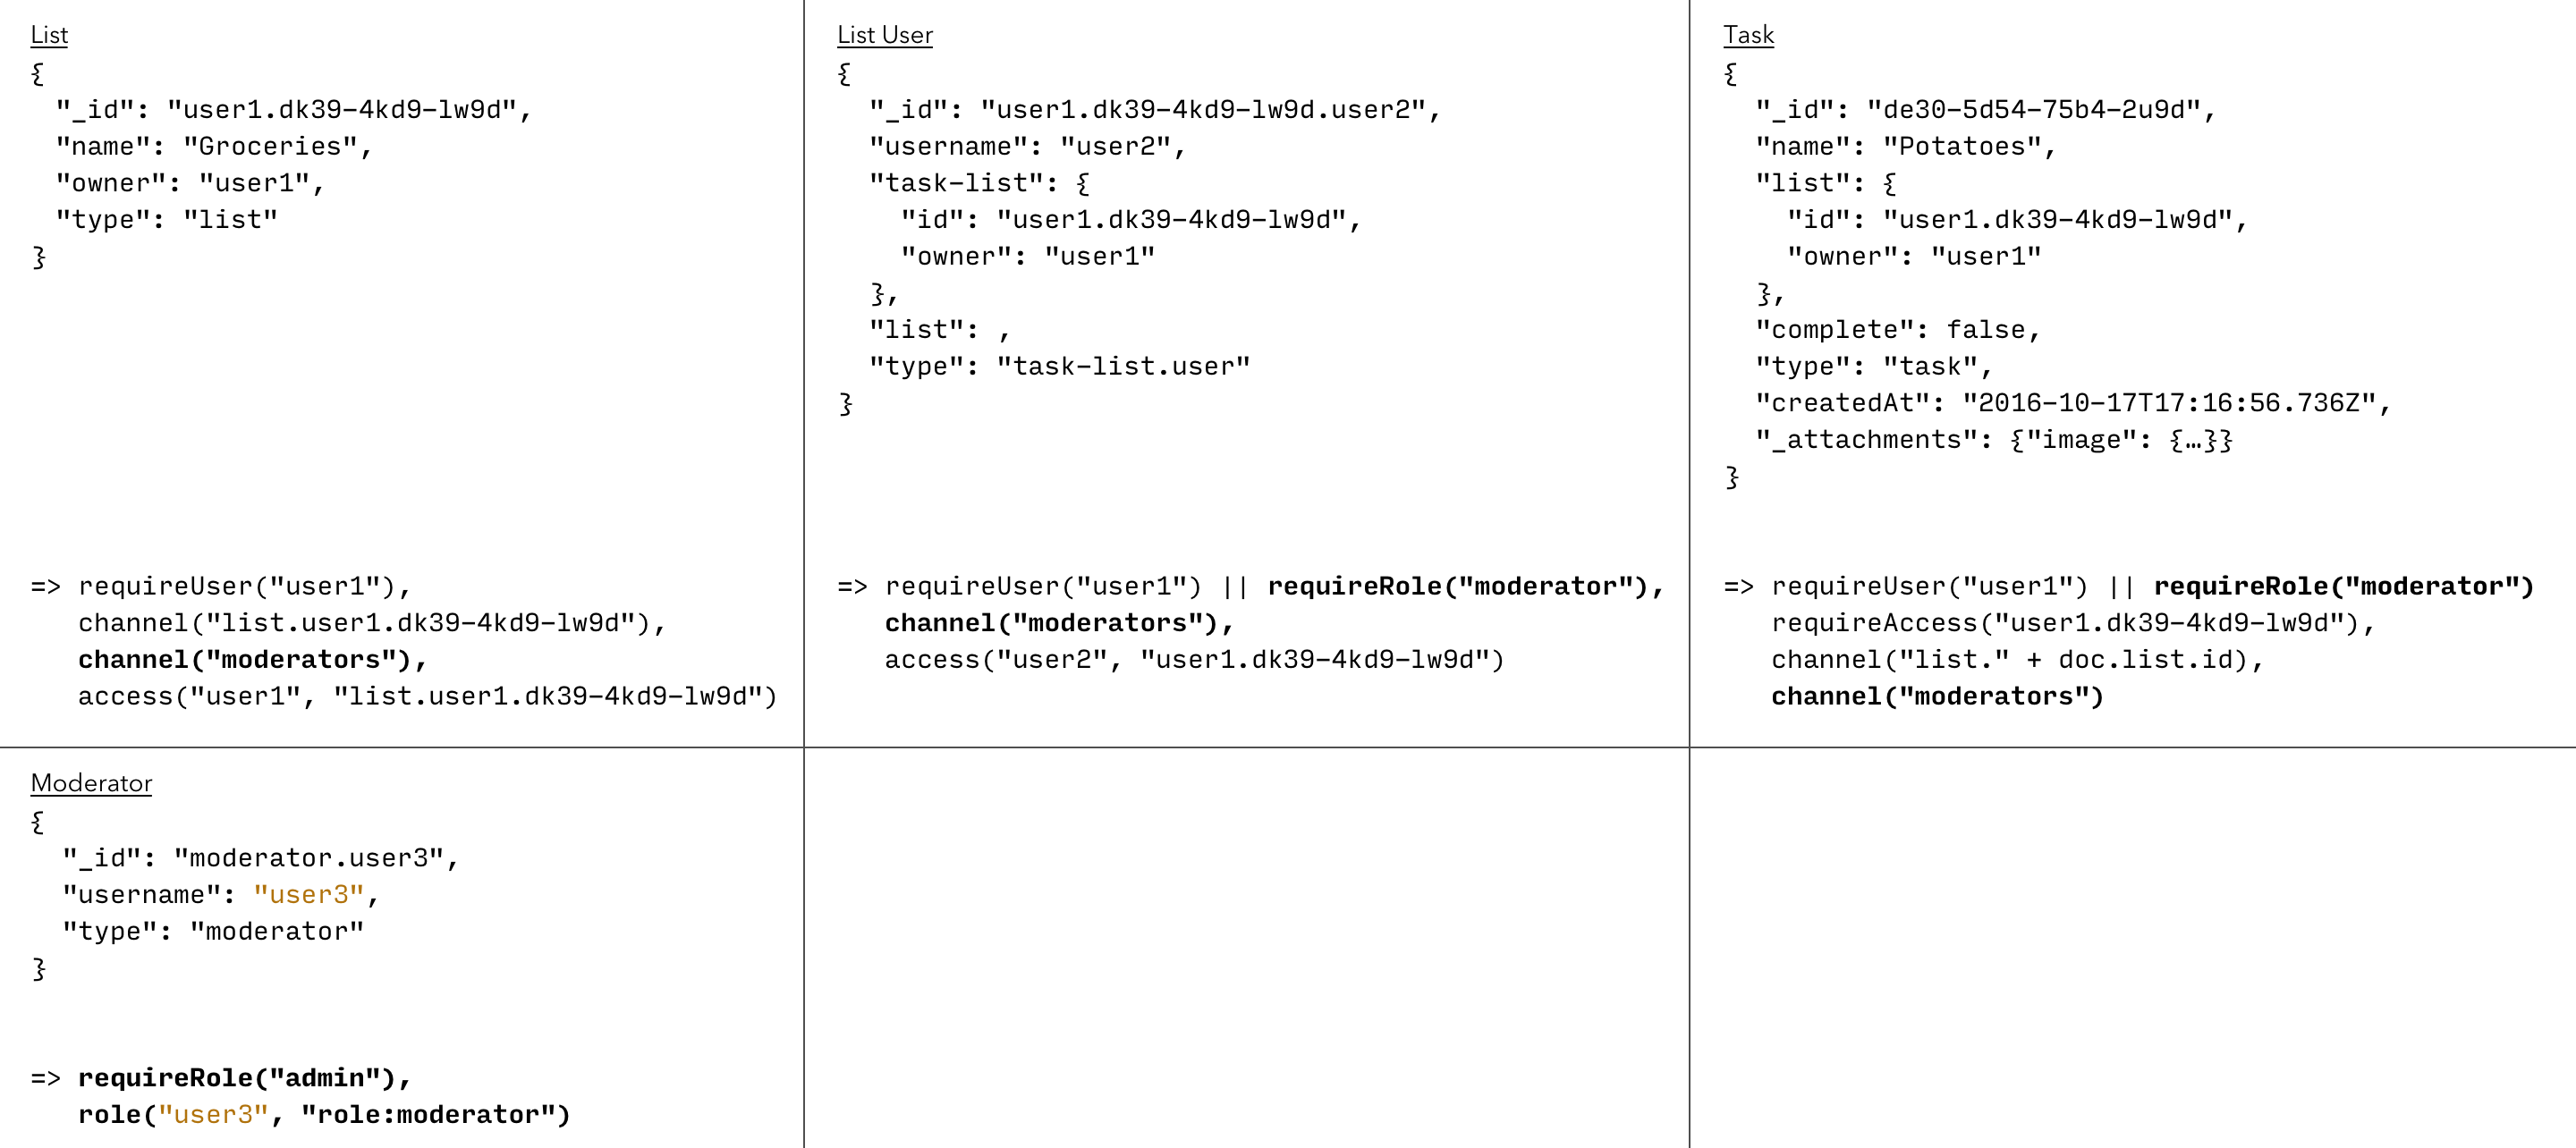 List
{
"_id": "user1.dk39-4kd9-lw9d",
"name": "Groceries",
"owner": "user1",
"type": "list"
}
=> requireUser("user1"),
channel("list.user1.dk39-4kd9-lw9d"),
channel("moderators"),
access("user1", "list.user1.dk39-4kd9-lw9d")
List User
{
"_id": "user1.dk39-4kd9-lw9d.user2",
"username": "user2",
"task-list": {
"id": "user1.dk39-4kd9-lw9d",
"owner": "user1"
},
"list": ,
"type": "task-list.user"
}
=> requireUser("user1") || requireRole("moderator"),
channel("moderators"),
access("user2", "user1.dk39-4kd9-lw9d")
Task
{
"_id": "de30-5d54-75b4-2u9d",
"name": "Potatoes",
"list": {
"id": "user1.dk39-4kd9-lw9d",
"owner": "user1"
},
"complete": false,
"type": "task",
"createdAt": "2016-10-17T17:16:56.736Z",
"_attachments": {"image": {…}}
}
=> requireUser("user1") || requireRole("moderator")
requireAccess("user1.dk39-4kd9-lw9d"),
channel("list." + doc.list.id),
channel("moderators")
Moderator
{
"_id": "moderator.user3",
"username": "user3",
"type": "moderator"
}
=> requireRole("admin"),
role("user3", "role:moderator")